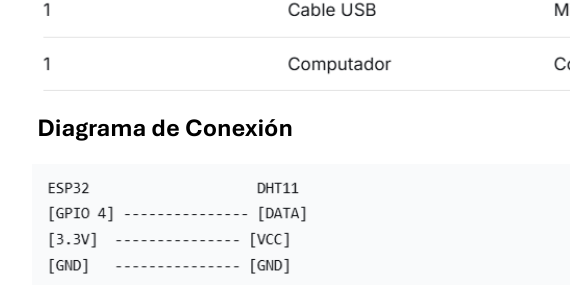 1 Cable USB M
1 Computador Co
Diagrama de Conexión
ESP32 DHT11
[GPIO 4] --------------- [DATA]
[3.3V] --------------- [VCC]
[GND] --------------- [GND]